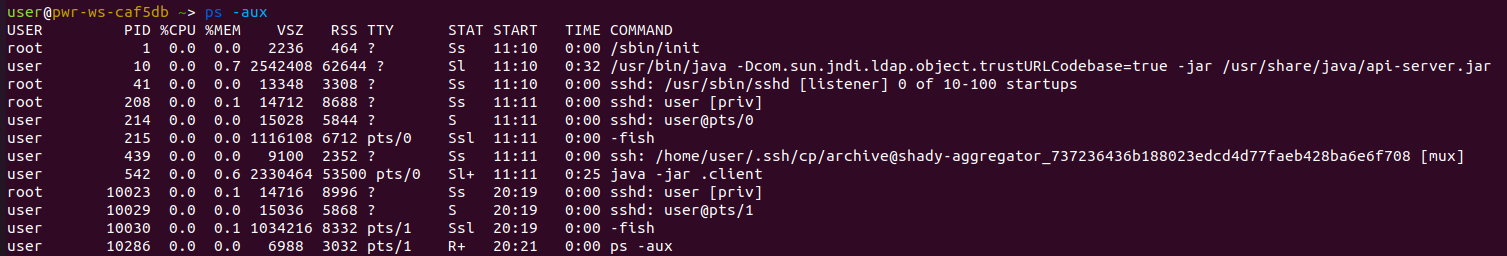 user@pwr-ws-caf5db ~> ps -aux
USER         PID %CPU %MEM    VSZ   RSS TTY      STAT START   TIME COMMAND
root           1  0.0  0.0   2236   464 ?        Ss   11:10   0:00 /sbin/init
user          10  0.0  0.7 2542408 62644 ?       Sl   11:10   0:32 /usr/bin/java -Dcom.sun.jndi.ldap.object.trustURLCodebase=true -jar /usr/share/java/api-server.jar
root          41  0.0  0.0  13348  3308 ?        Ss   11:10   0:00 sshd: /usr/sbin/sshd [listener] 0 of 10-100 startups
root         208  0.0  0.1  14712  8688 ?        Ss   11:11   0:00 sshd: user [priv]
user         214  0.0  0.0  15028  5844 ?        S    11:11   0:00 sshd: user@pts/0
user         215  0.0  0.0 1116108 6712 pts/0    Ssl  11:11   0:00 -fish
user         439  0.0  0.0   9100  2352 ?        Ss   11:11   0:00 ssh: /home/user/.ssh/cp/archive@shady-aggregator_737236436b188023edcd4d77faeb428ba6e6f708 [mux]
user         542  0.0  0.6 2330464 53500 pts/0   Sl+  11:11   0:25 java -jar .client
root       10023  0.0  0.1  14716  8996 ?        Ss   20:19   0:00 sshd: user [priv]
user       10029  0.0  0.0  15036  5868 ?        S    20:19   0:00 sshd: user@pts/1
user       10030  0.0  0.1 1034216 8332 pts/1    Ssl  20:19   0:00 -fish
user       10286  0.0  0.0   6988  3032 pts/1    R+   20:21   0:00 ps -aux